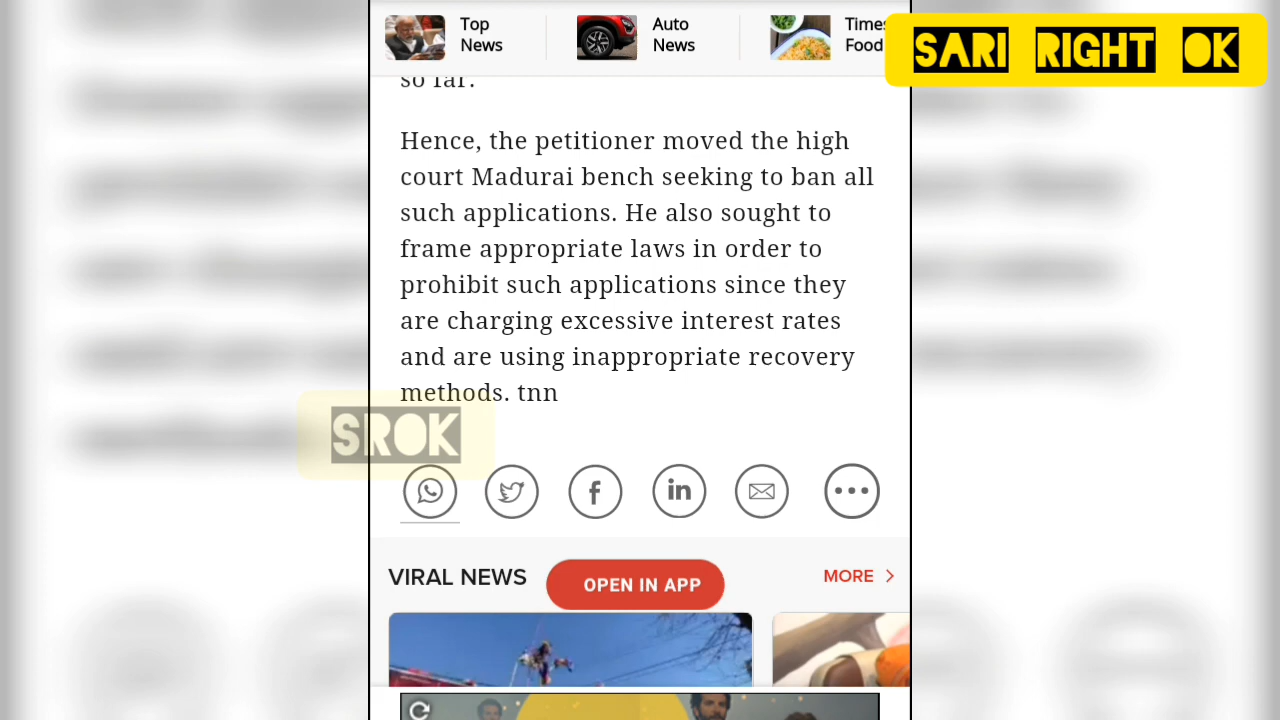 Top
News
Auto
News
Times
Food
SARI RIGHT OK
so far.
Hence, the petitioner moved the high
court Madurai bench seeking to ban all
such applications. He also sought to
frame appropriate laws in order to
prohibit such applications since they
are charging excessive interest rates
and are using inappropriate recovery
methods. tnn
SROK
VIRAL NEWS
OPEN IN APP
MORE